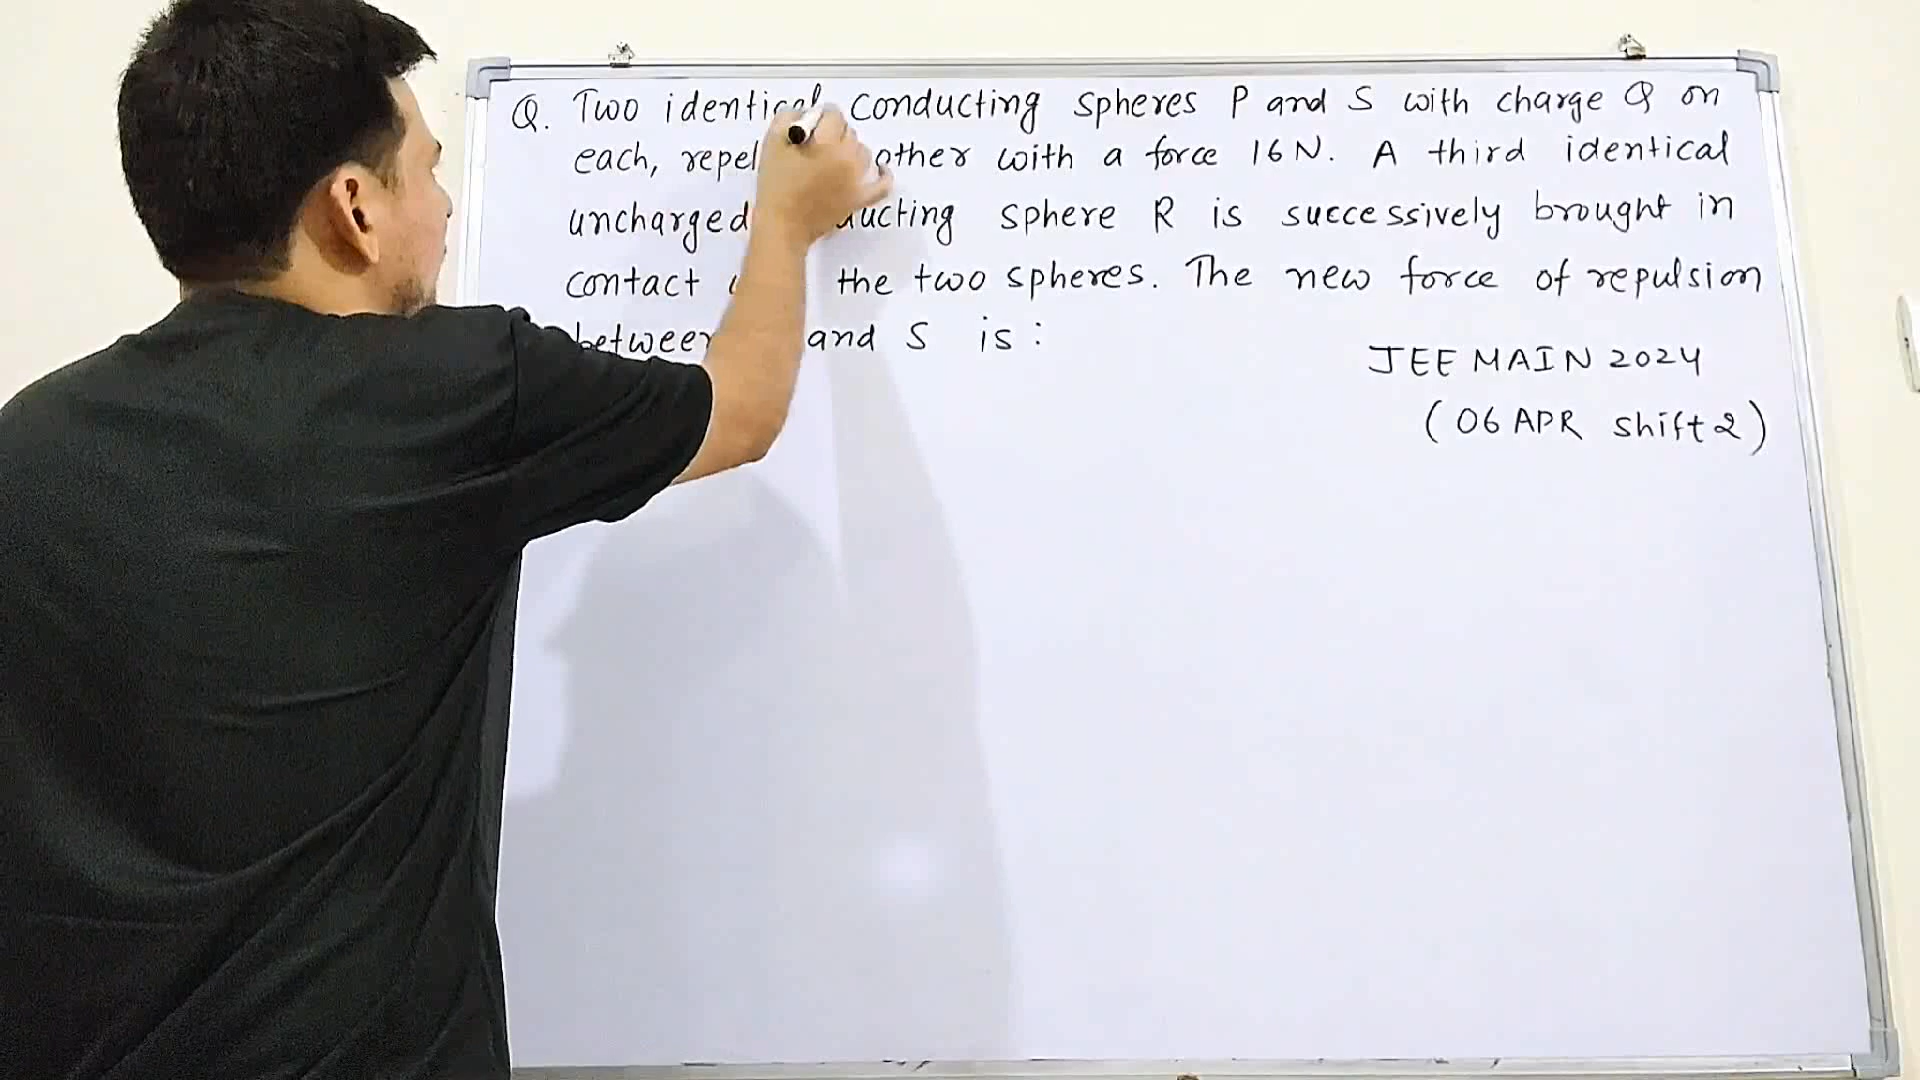 Q. Two identical conducting spheres P and S with charge Q on
each, repel other with a force 16N. A third identical
uncharged sphere R is successively brought in
contact the two spheres. The new force of repulsion
between and S is :
JEE MAIN 2024
(06 APR shift 2)